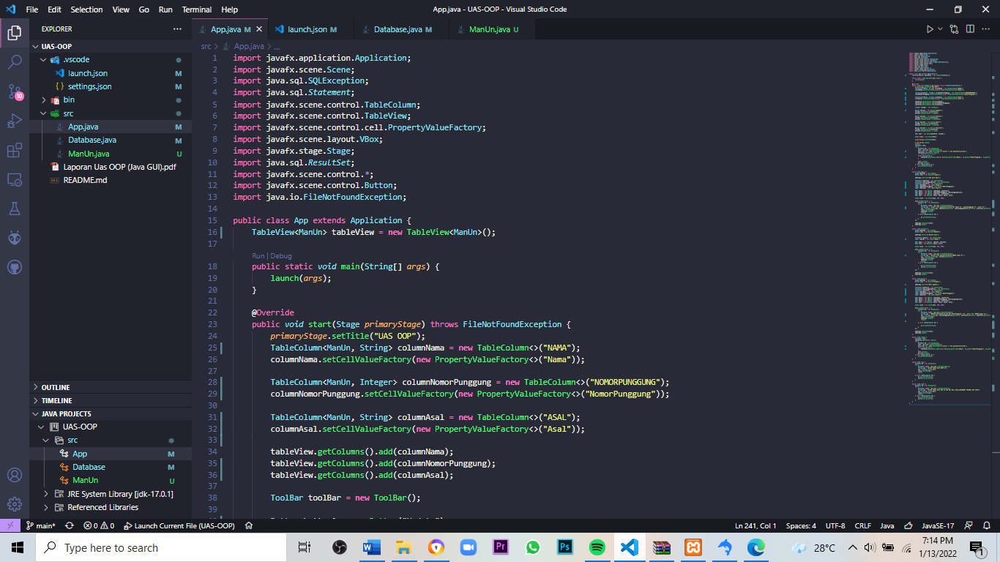 File Edit Selection View Go Run Terminal Help
App.java - UAS-OOP - Visual Studio Code
EXPLORER
UAS-OOP
.vscode
launch.json M
settings.json M
bin
src
App.java M
Database.java M
ManUn.java U
Laporan Uas OOP (Java GUI).pdf
README.md
10
OUTLINE
TIMELINE
JAVA PROJECTS
UAS-OOP
src
App M
Database M
ManUn U
JRE System Library [jdk-17.0.1]
Referenced Libraries
App.java M
launch.json M
Database.java M
ManUn.java U
src > App.java > ...
1 import javafx.application.Application;
2 import javafx.scene.Scene;
3 import java.sql.SQLException;
4 import java.sql.Statement;
5 import javafx.scene.control.TableColumn;
6 import javafx.scene.control.TableView;
7 import javafx.scene.control.cell.PropertyValueFactory;
8 import javafx.scene.layout.VBox;
9 import javafx.stage.Stage;
10 import java.sql.ResultSet;
11 import javafx.scene.control.*;
12 import javafx.scene.control.Button;
13 import java.io.FileNotFoundException;
14
15 public class App extends Application {
16 TableView<ManUn> tableView = new TableView<ManUn>();
17
Run | Debug
18 public static void main(String[] args) {
19 launch(args);
20 }
21
22 @Override
23 public void start(Stage primaryStage) throws FileNotFoundException {
24 primaryStage.setTitle("UAS OOP");
25 TableColumn<ManUn, String> columnNama = new TableColumn<>("NAMA");
26 columnNama.setCellValueFactory(new PropertyValueFactory<>("Nama"));
27
28 TableColumn<ManUn, Integer> columnNomorPunggung = new TableColumn<>("NOMORPUNGGUNG");
29 columnNomorPunggung.setCellValueFactory(new PropertyValueFactory<>("NomorPunggung"));
30
31 TableColumn<ManUn, String> columnAsal = new TableColumn<>("ASAL");
32 columnAsal.setCellValueFactory(new PropertyValueFactory<>("Asal"));
33
34 tableView.getColumns().add(columnNama);
35 tableView.getColumns().add(columnNomorPunggung);
36 tableView.getColumns().add(columnAsal);
37
38 ToolBar toolBar = new ToolBar();
39
main* 0 0 Launch Current File (UAS-OOP)
Ln 241, Col 1 Spaces: 4 UTF-8 CRLF Java JavaSE-17
Type here to search
28°C
7:14 PM
1/13/2022
1